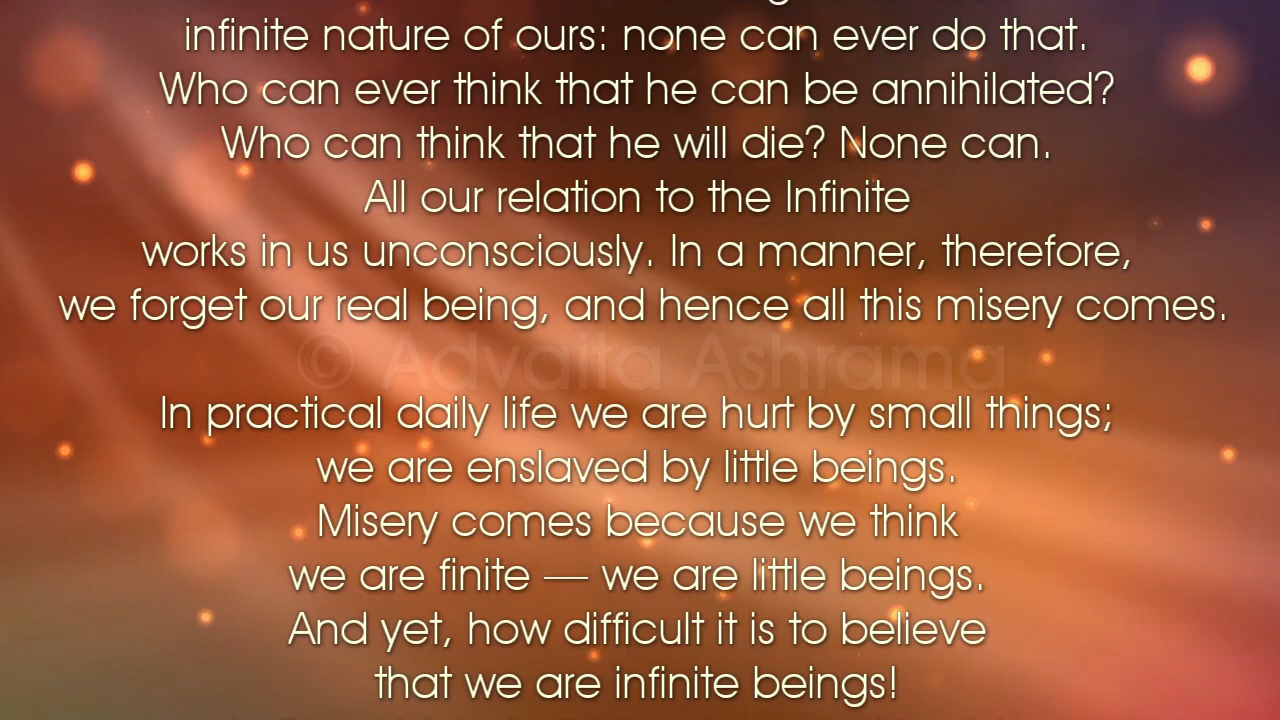 infinite nature of ours: none can ever do that.
Who can ever think that he can be annihilated?
Who can think that he will die? None can.
All our relation to the Infinite
works in us unconsciously. In a manner, therefore,
we forget our real being, and hence all this misery comes.
© Advaita Ashrama
In practical daily life we are hurt by small things;
we are enslaved by little beings.
Misery comes because we think
we are finite — we are little beings.
And yet, how difficult it is to believe
that we are infinite beings!